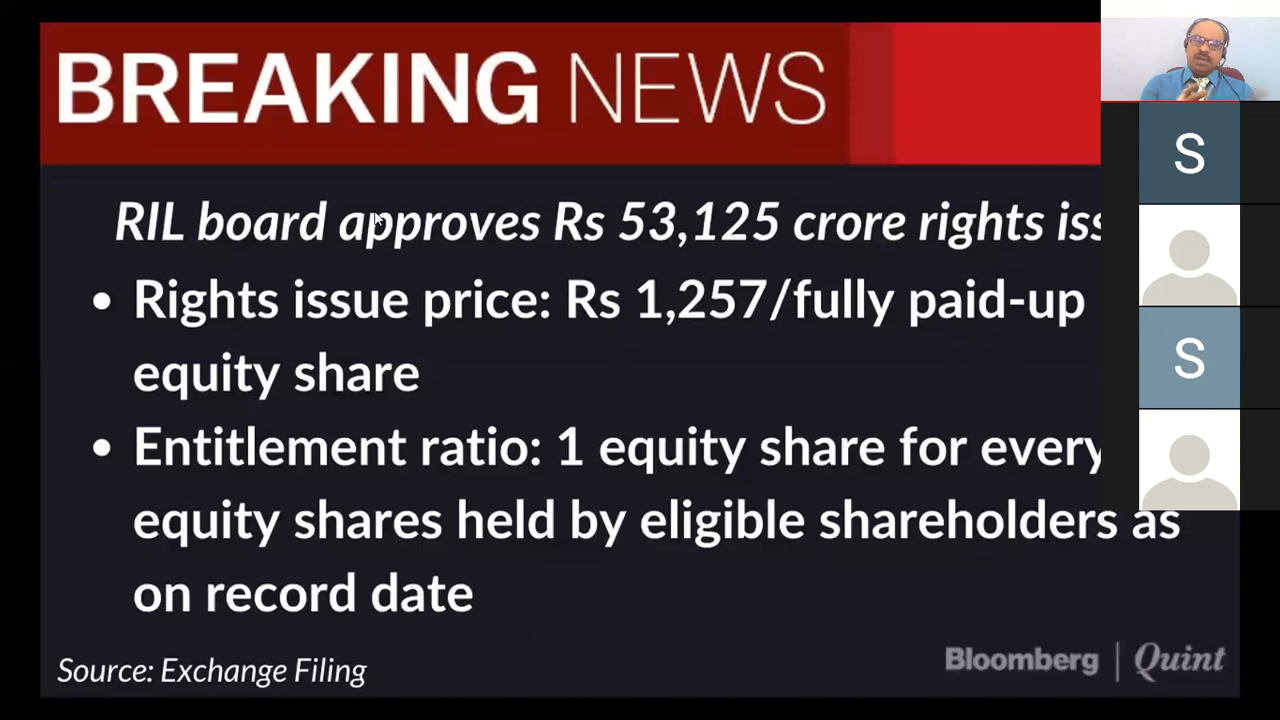 BREAKING NEWS
RIL board approves Rs 53,125 crore rights
• Rights issue price: Rs 1,257/fully paid-up
equity share
• Entitlement ratio: 1 equity share for every
equity shares held by eligible shareholders as
on record date
Source: Exchange Filing
Bloomberg | Quint
S
S